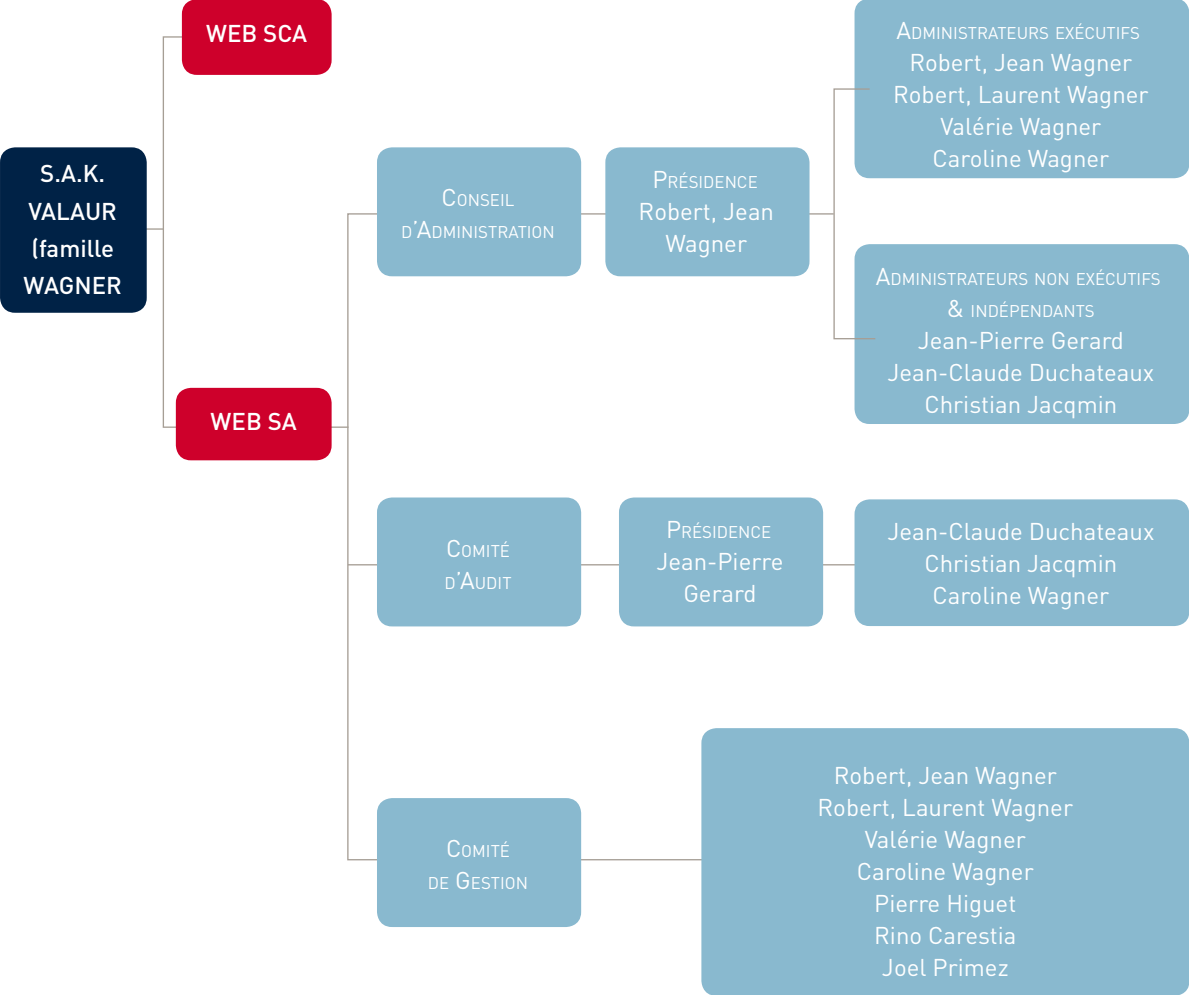 WEB SCA
S.A.K.
VALAUR
(famille
WAGNER
WEB SA
Conseil
d'Administration
Présidence
Robert, Jean
Wagner
Administrateurs exécutifs
Robert, Jean Wagner
Robert, Laurent Wagner
Valérie Wagner
Caroline Wagner
Administrateurs non exécutifs
& indépendants
Jean-Pierre Gerard
Jean-Claude Duchateaux
Christian Jacqmin
Comité
d'Audit
Présidence
Jean-Pierre
Gerard
Jean-Claude Duchateaux
Christian Jacqmin
Caroline Wagner
Comité
de Gestion
Robert, Jean Wagner
Robert, Laurent Wagner
Valérie Wagner
Caroline Wagner
Pierre Higuet
Rino Carestia
Joel Primez